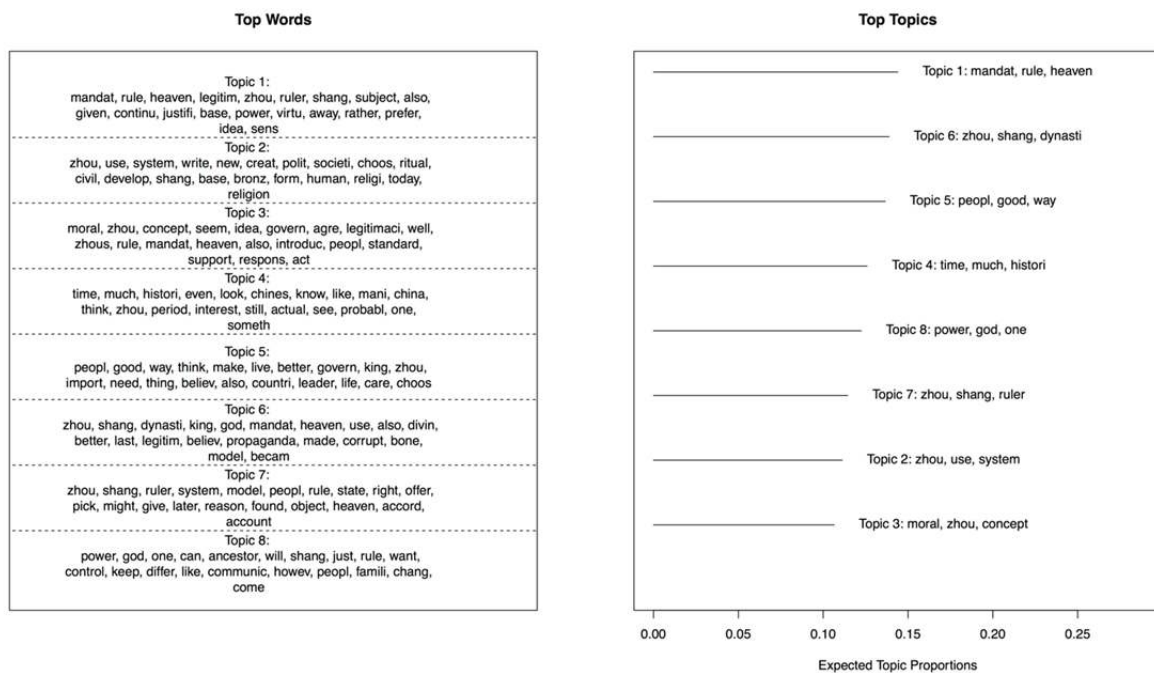 Top Words
Topic 1:
mandat, rule, heaven, legitim, zhou, ruler, shang, subject, also,
given, continu, justifi, base, power, virtu, away, rather, prefer,
idea, sens
Topic 2:
zhou, use, system, write, new, creat, polit, societi, choos, ritual,
civil, develop, shang, base, bronz, form, human, religi, today,
religion
Topic 3:
moral, zhou, concept, seem, idea, govern, agre, legitimaci, well,
zhous, rule, mandat, heaven, also, introduc, peopl, standard,
support, respons, act
Topic 4:
time, much, histori, even, look, chines, know, like, mani, china,
think, zhou, period, interest, still, actual, see, probabl, one,
someth
Topic 5:
peopl, good, way, think, make, live, better, govern, king, zhou,
import, need, thing, believ, also, countri, leader, life, care, choos
Topic 6:
zhou, shang, dynasti, king, god, mandat, heaven, use, also, divin,
better, last, legitim, believ, propaganda, made, corrupt, bone,
model, becam
Topic 7:
zhou, shang, ruler, system, model, peopl, rule, state, right, offer,
pick, might, give, later, reason, found, object, heaven, accord,
account
Topic 8:
power, god, one, can, ancestor, will, shang, just, rule, want,
control, keep, differ, like, communic, howev, peopl, famili, chang,
come
Top Topics
Topic 1: mandat, rule, heaven
Topic 6: zhou, shang, dynasti
Topic 5: peopl, good, way
Topic 4: time, much, histori
Topic 8: power, god, one
Topic 7: zhou, shang, ruler
Topic 2: zhou, use, system
Topic 3: moral, zhou, concept
0.00 0.05 0.10 0.15 0.20 0.25
Expected Topic Proportions